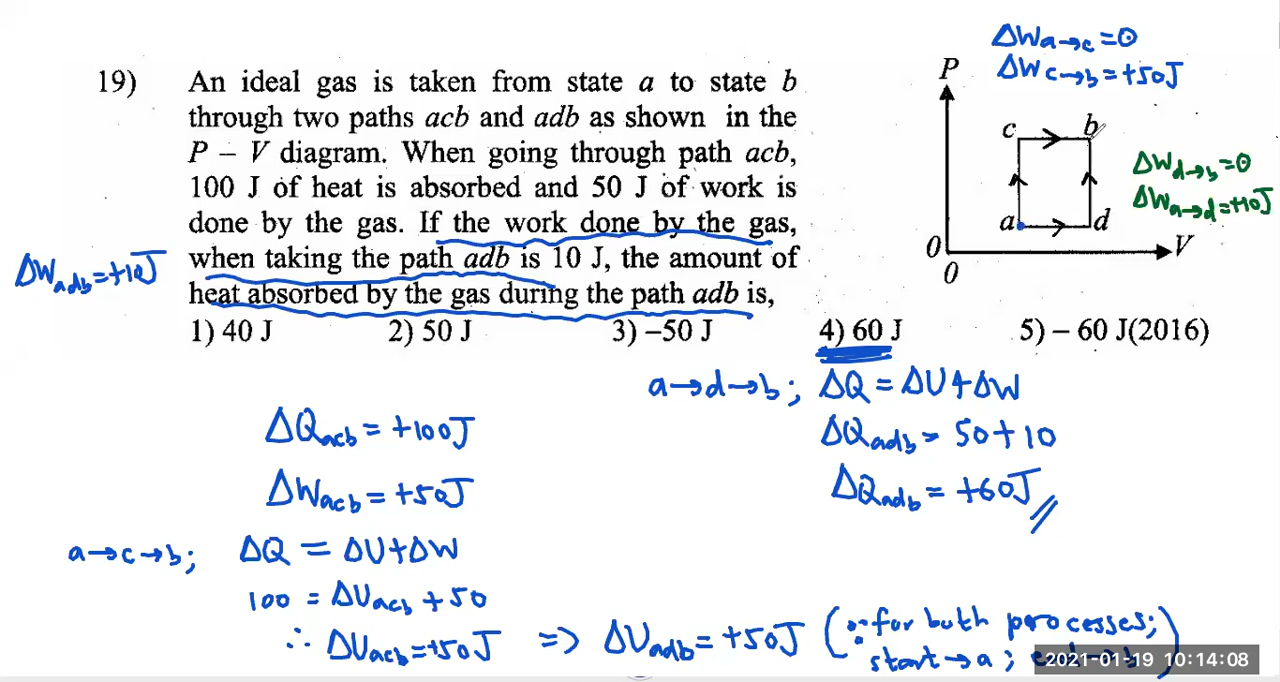 ΔWa→c = 0
ΔWc→b = +50J
19) An ideal gas is taken from state a to state b
through two paths acb and adb as shown in the
P – V diagram. When going through path acb,
100 J of heat is absorbed and 50 J of work is
done by the gas. If the work done by the gas,
when taking the path adb is 10 J, the amount of
heat absorbed by the gas during the path adb is,
1) 40 J 2) 50 J 3) –50 J 4) 60 J 5) – 60 J(2016)
P
c b
a d
0 V
0
ΔWd→b = 0
ΔWa→d = +10J
ΔWadb = +10J
ΔQacb = +100J
ΔWacb = +50J
a→c→b; ΔQ = ΔU+ΔW
100 = ΔUacb + 50
∴ ΔUacb = +50J => ΔUadb = +50J (∵ for both processes;
start→a;
a→d→b; ΔQ = ΔU+ΔW
ΔQadb = 50+10
ΔQadb = +60J //
2021-01-19 10:14:08